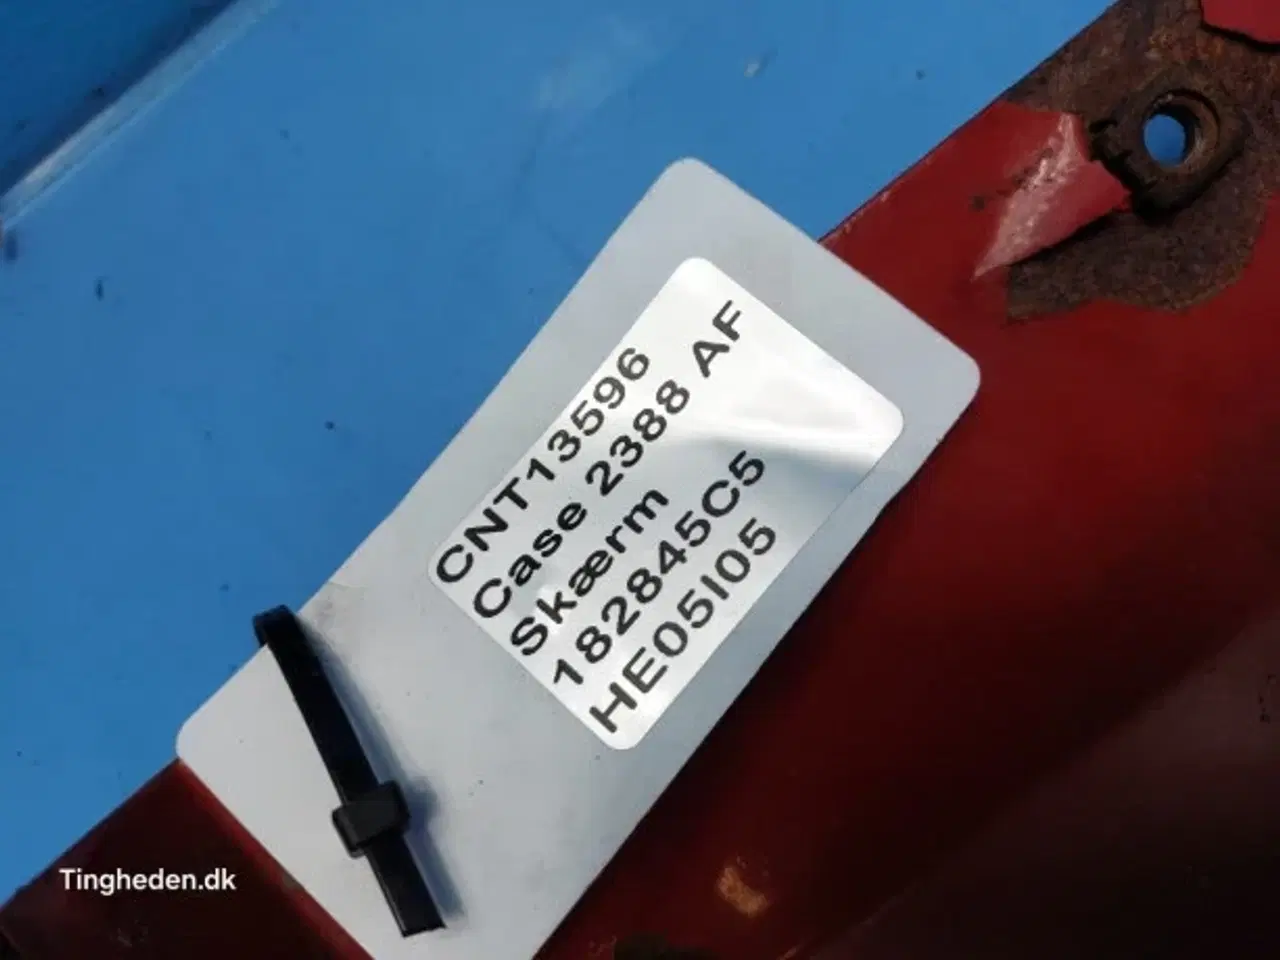 CNT13596
Case 2388 AF
Skærm
182845C5
HE05I05
Tingheden.dk